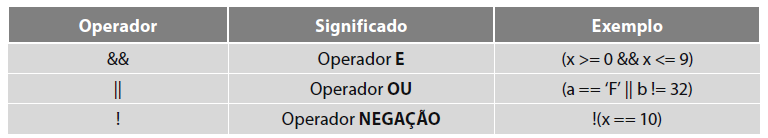 Operador Significado Exemplo
&& Operador E (x >= 0 && x <= 9)
|| Operador OU (a == ‘F’ || b != 32)
! Operador NEGAÇÃO !(x == 10)